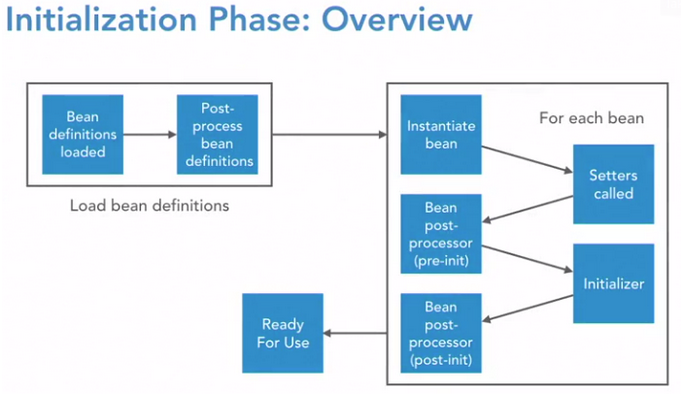 Initialization Phase: Overview
Bean
definitions
loaded
Post-
process
bean
definitions
Load bean definitions
For each bean
Instantiate
bean
Setters
called
Bean
post-
processor
(pre-init)
Initializer
Bean
post-
processor
(post-init)
Ready
For Use